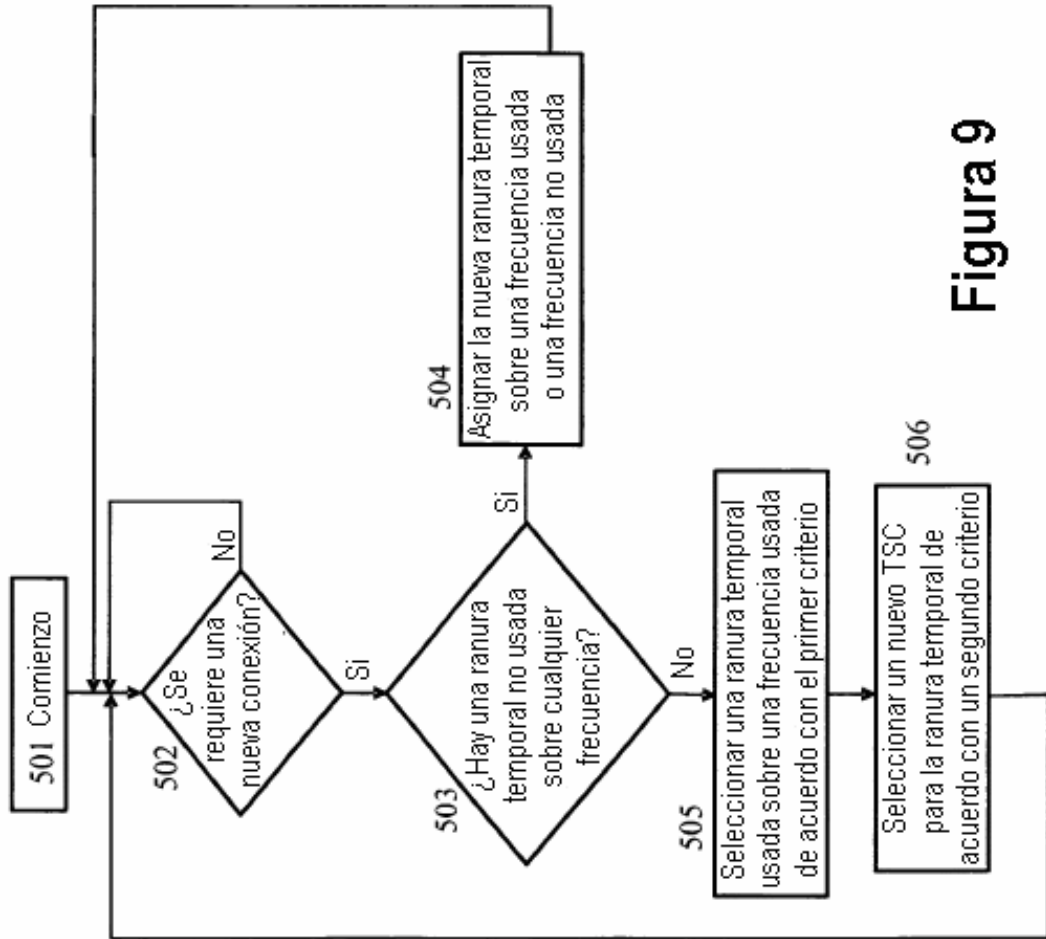 501 Comienzo
502
¿Se
requiere una
nueva conexión?
No
Si
503
¿Hay una ranura
temporal no usada
sobre cualquier
frecuencia?
Si
504
Asignar la nueva ranura temporal
sobre una frecuencia usada
o una frecuencia no usada
No
505
Seleccionar una ranura temporal
usada sobre una frecuencia usada
de acuerdo con el primer criterio
506
Seleccionar un nuevo TSC
para la ranura temporal de
acuerdo con un segundo criterio
Figura 9